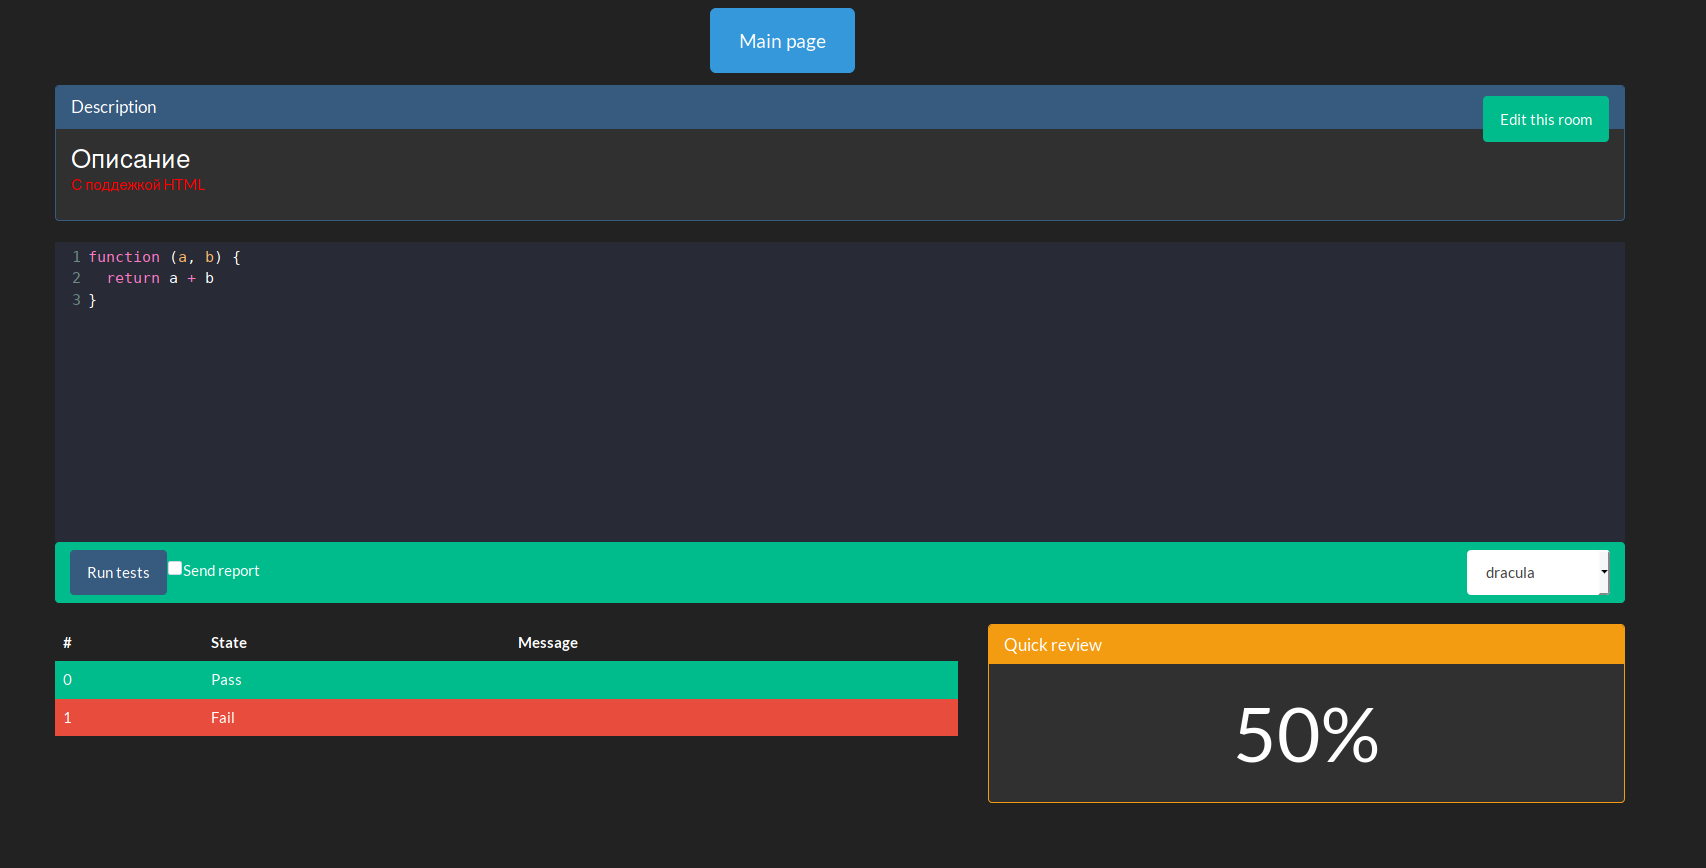 Main page
Description
Edit this room
Описание
С поддежкой HTML
1 function (a, b) {
2   return a + b
3 }
Run tests
Send report
dracula
# State Message
0 Pass
1 Fail
Quick review
50%